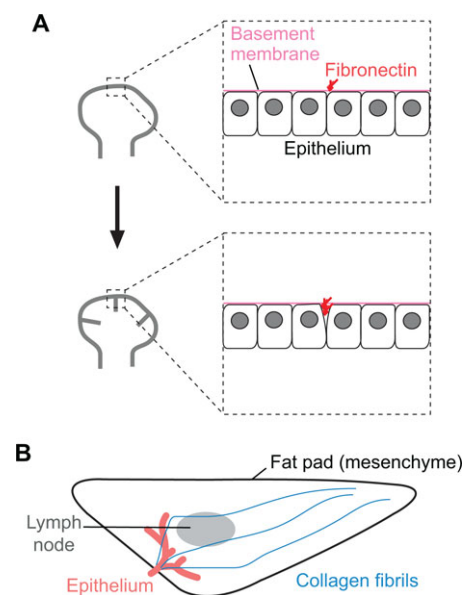 A
Basement
membrane
Fibronectin
Epithelium
B
Fat pad (mesenchyme)
Lymph
node
Epithelium
Collagen fibrils